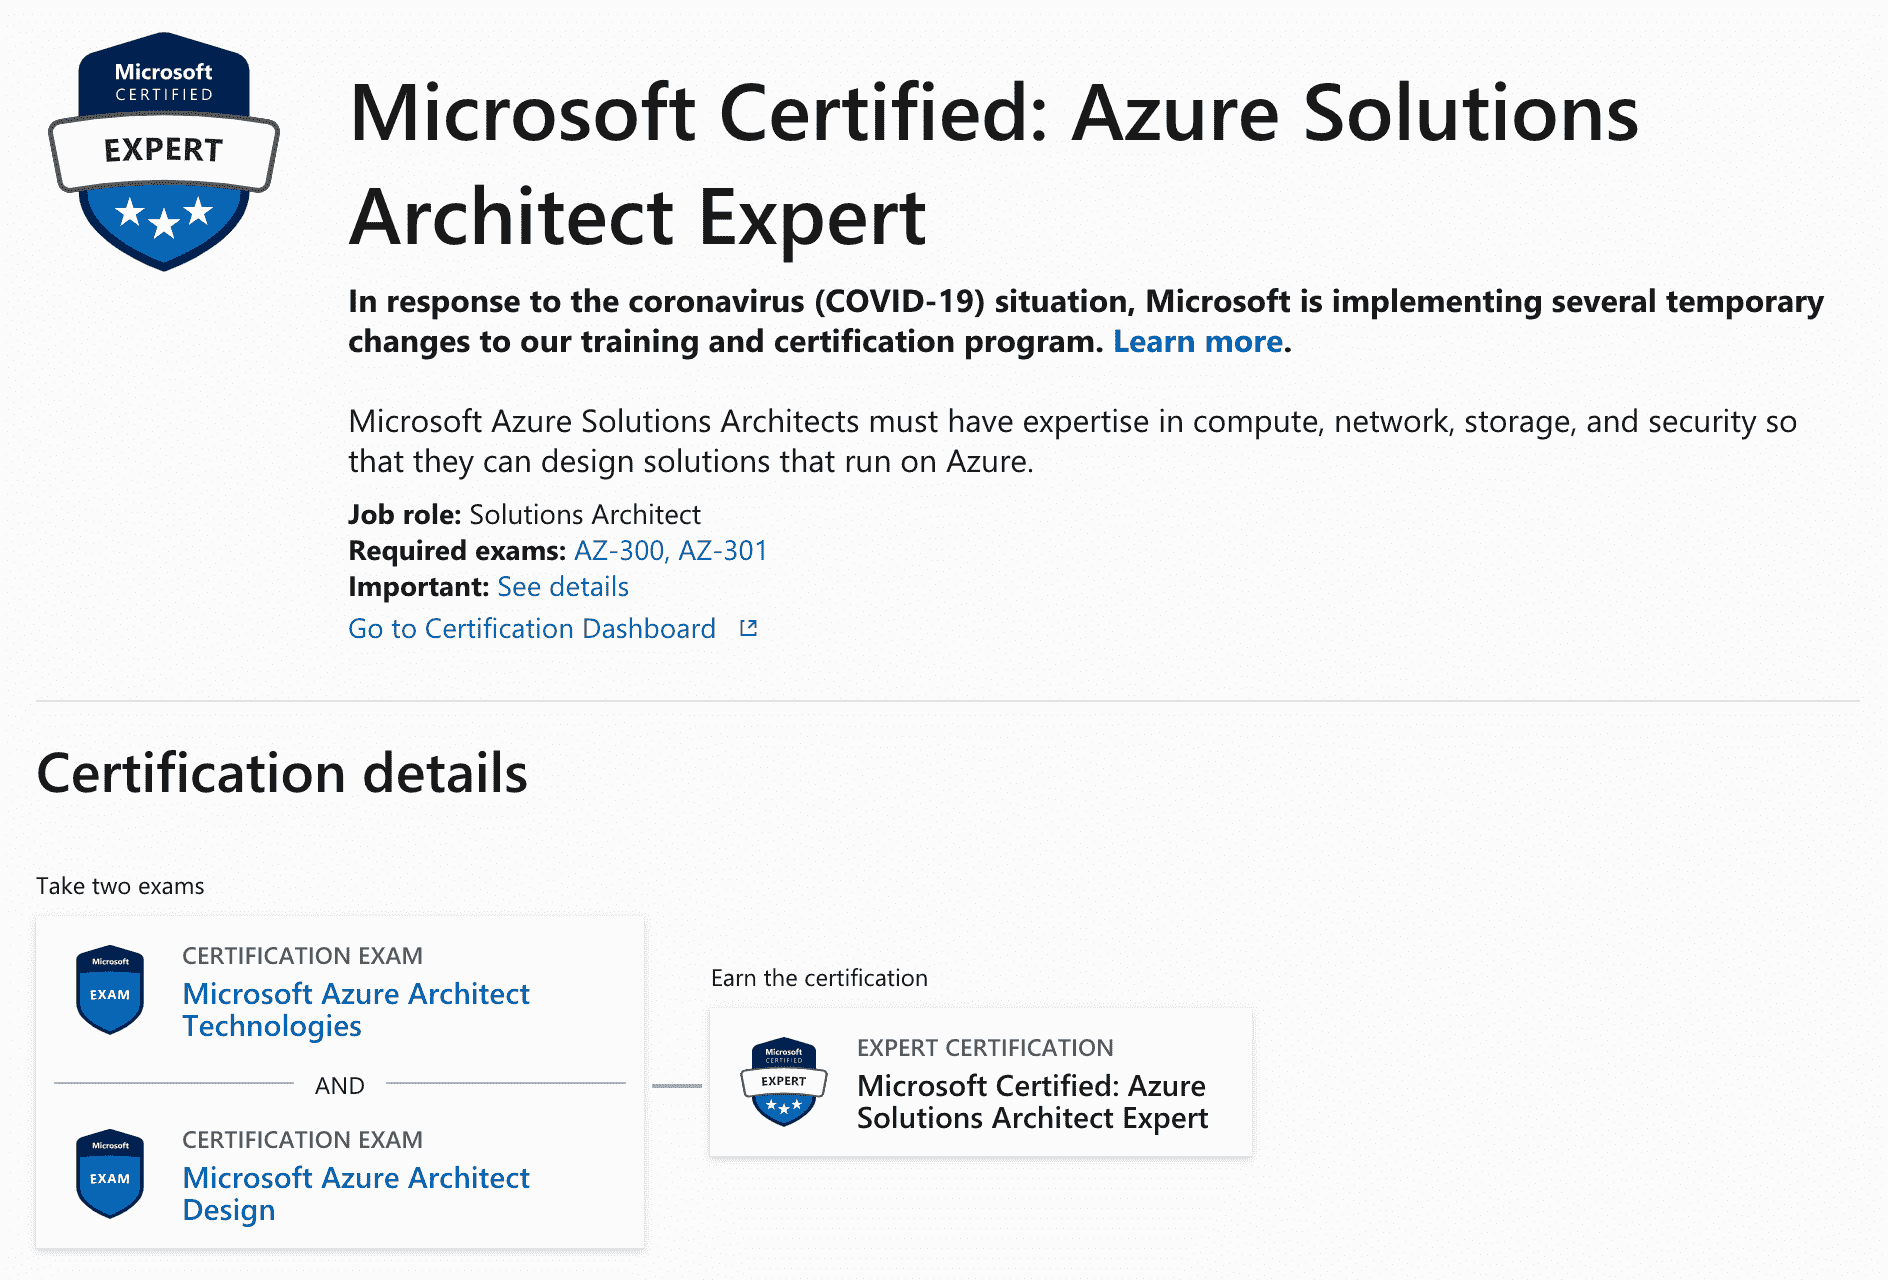 Microsoft
CERTIFIED
EXPERT
Microsoft Certified: Azure Solutions
Architect Expert
In response to the coronavirus (COVID-19) situation, Microsoft is implementing several temporary
changes to our training and certification program. Learn more.
Microsoft Azure Solutions Architects must have expertise in compute, network, storage, and security so
that they can design solutions that run on Azure.
Job role: Solutions Architect
Required exams: AZ-300, AZ-301
Important: See details
Go to Certification Dashboard
Certification details
Take two exams
Microsoft
EXAM
CERTIFICATION EXAM
Microsoft Azure Architect
Technologies
AND
Microsoft
EXAM
CERTIFICATION EXAM
Microsoft Azure Architect
Design
Earn the certification
Microsoft
CERTIFIED
EXPERT
EXPERT CERTIFICATION
Microsoft Certified: Azure
Solutions Architect Expert